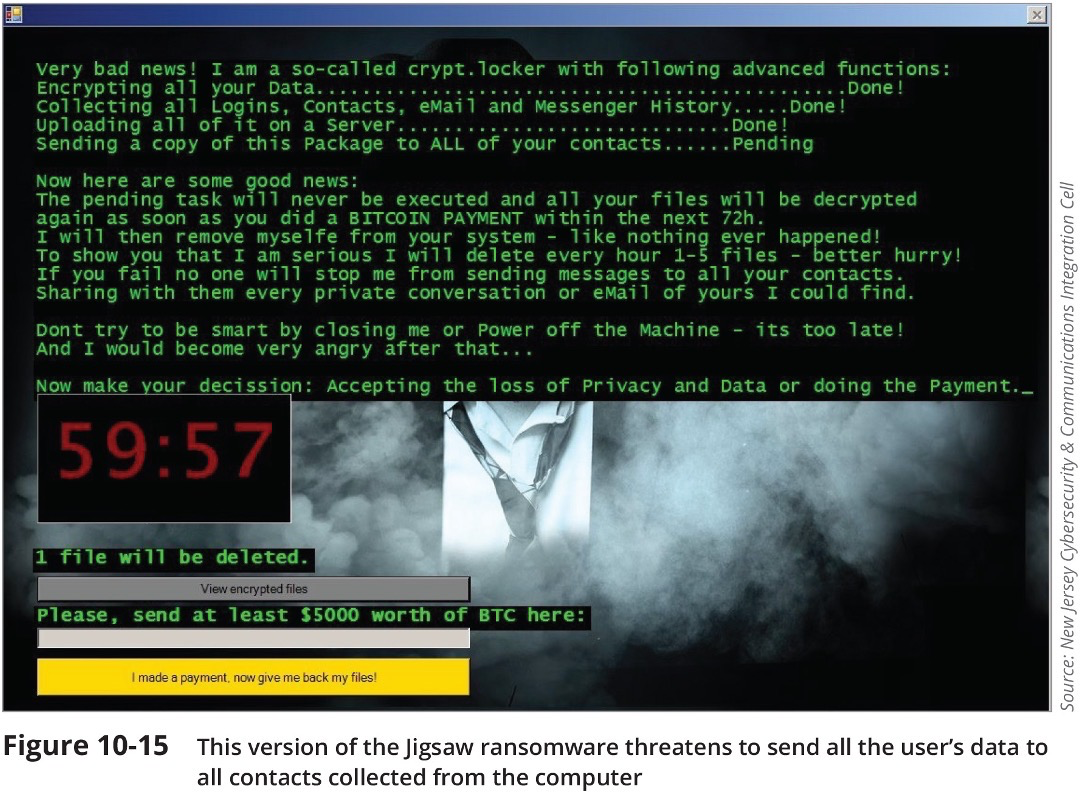 Very bad news! I am a so-called crypt.locker with following advanced functions:
Encrypting all your Data................................................Done!
Collecting all Logins, Contacts, eMail and Messenger History.....Done!
Uploading all of it on a Server..............................Done!
Sending a copy of this Package to ALL of your contacts......Pending
Now here are some good news:
The pending task will never be executed and all your files will be decrypted
again as soon as you did a BITCOIN PAYMENT within the next 72h.
I will then remove myselfe from your system - like nothing ever happened!
To show you that I am serious I will delete every hour 1-5 files - better hurry!
If you fail no one will stop me from sending messages to all your contacts.
Sharing with them every private conversation or eMail of yours I could find.
Dont try to be smart by closing me or Power off the Machine - its too late!
And I would become very angry after that...
Now make your decission: Accepting the loss of Privacy and Data or doing the Payment._
59:57
1 file will be deleted.
View encrypted files
Please, send at least $5000 worth of BTC here:
I made a payment, now give me back my files!
Source: New Jersey Cybersecurity & Communications Integration Cell
Figure 10-15 This version of the Jigsaw ransomware threatens to send all the user's data to
all contacts collected from the computer